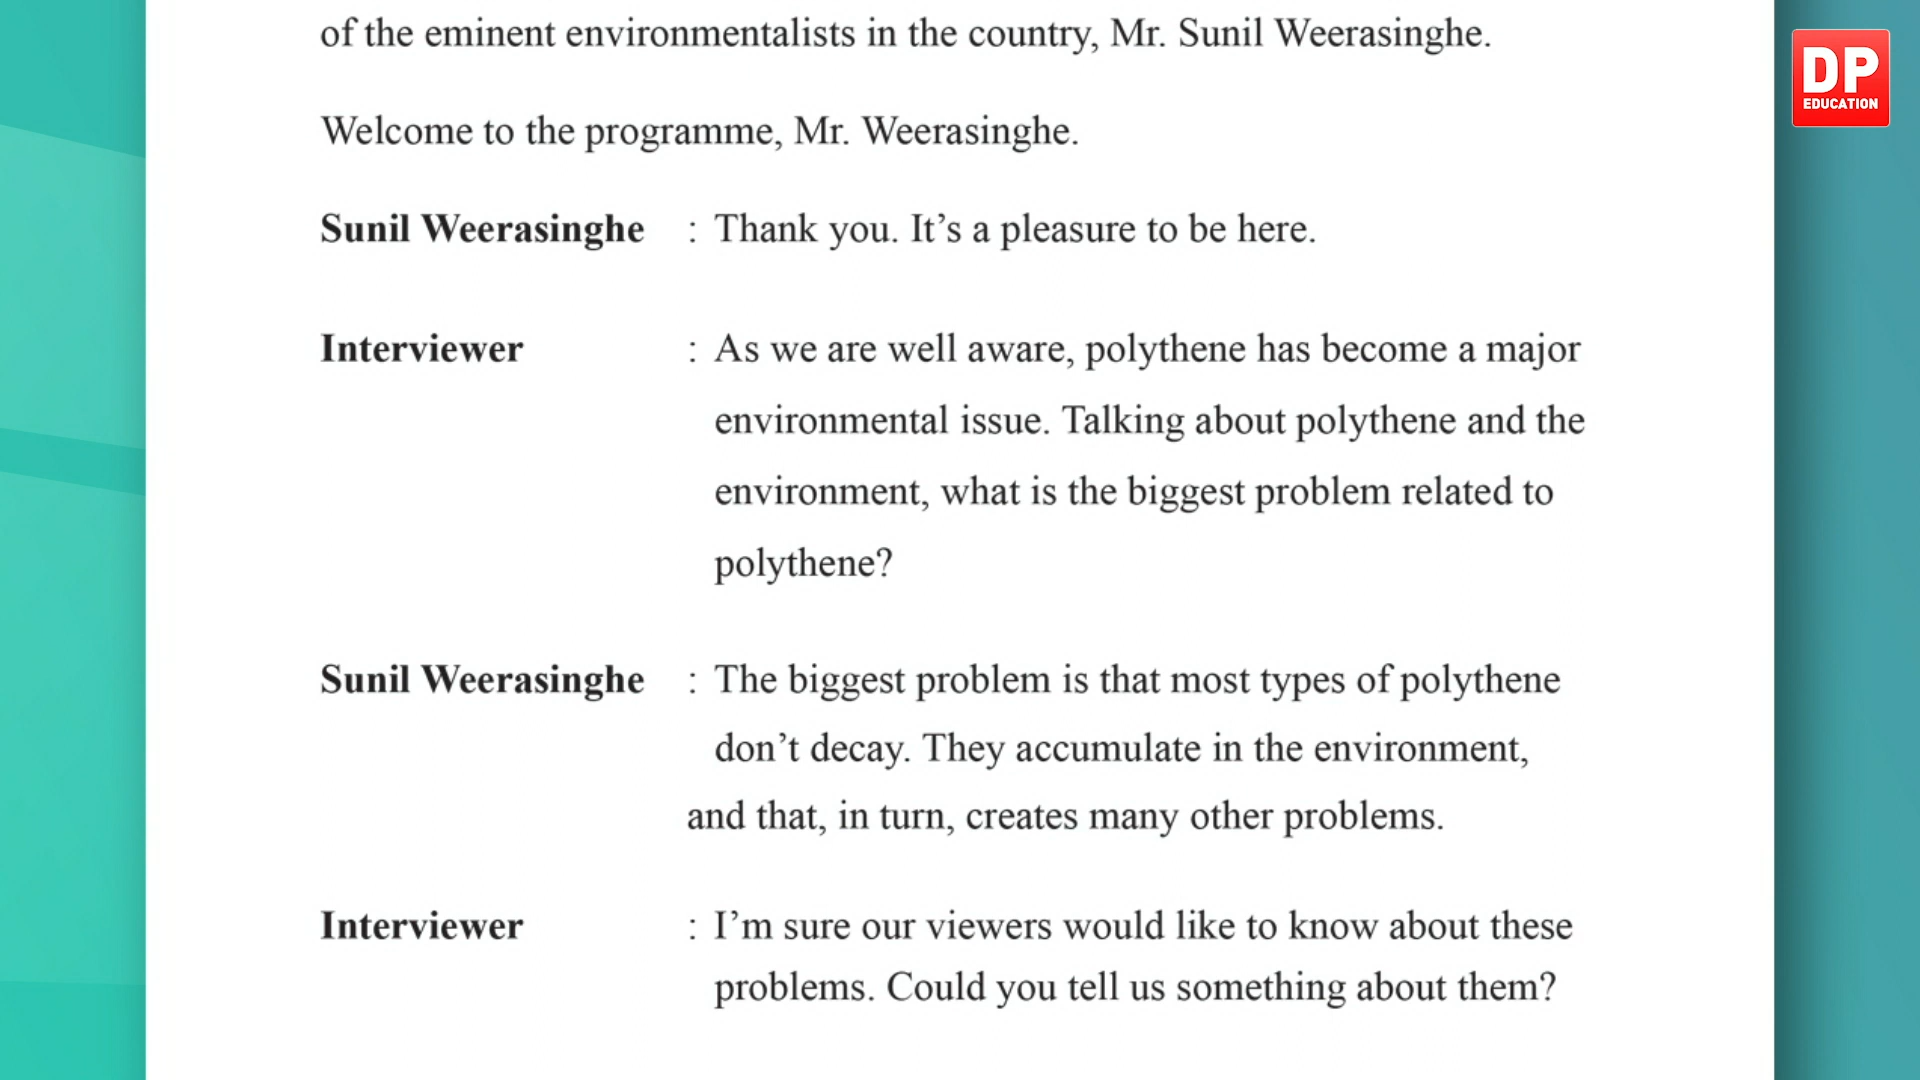 of the eminent environmentalists in the country, Mr. Sunil Weerasinghe.
DP
EDUCATION
Welcome to the programme, Mr. Weerasinghe.
Sunil Weerasinghe : Thank you. It’s a pleasure to be here.
Interviewer : As we are well aware, polythene has become a major
environmental issue. Talking about polythene and the
environment, what is the biggest problem related to
polythene?
Sunil Weerasinghe : The biggest problem is that most types of polythene
don’t decay. They accumulate in the environment,
and that, in turn, creates many other problems.
Interviewer : I’m sure our viewers would like to know about these
problems. Could you tell us something about them?